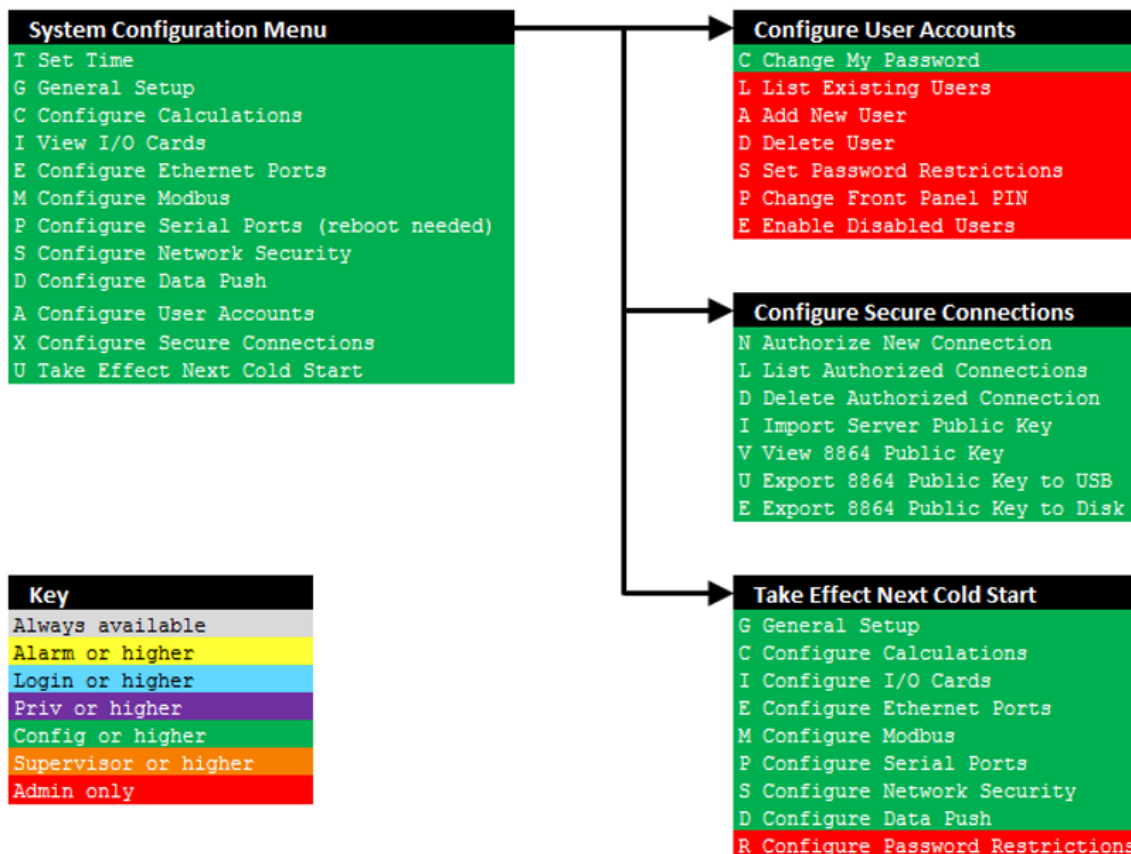 System Configuration Menu
T Set Time
G General Setup
C Configure Calculations
I View I/O Cards
E Configure Ethernet Ports
M Configure Modbus
P Configure Serial Ports (reboot needed)
S Configure Network Security
D Configure Data Push
A Configure User Accounts
X Configure Secure Connections
U Take Effect Next Cold Start
Configure User Accounts
C Change My Password
L List Existing Users
A Add New User
D Delete User
S Set Password Restrictions
P Change Front Panel PIN
E Enable Disabled Users
Configure Secure Connections
N Authorize New Connection
L List Authorized Connections
D Delete Authorized Connection
I Import Server Public Key
V View 8864 Public Key
U Export 8864 Public Key to USB
E Export 8864 Public Key to Disk
Key
Always available
Alarm or higher
Login or higher
Priv or higher
Config or higher
Supervisor or higher
Admin only
Take Effect Next Cold Start
G General Setup
C Configure Calculations
I Configure I/O Cards
E Configure Ethernet Ports
M Configure Modbus
P Configure Serial Ports
S Configure Network Security
D Configure Data Push
R Configure Password Restrictions